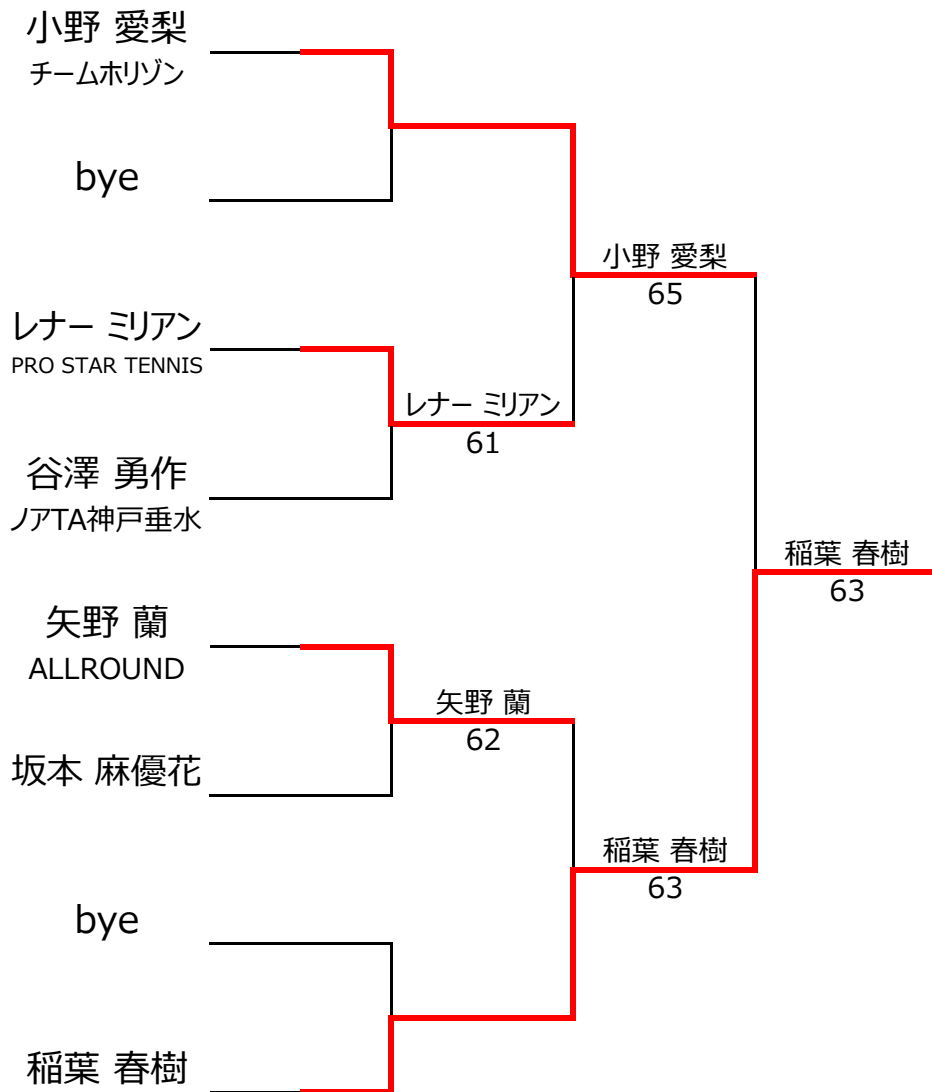 小野 愛梨
チームホリゾン
bye
小野 愛梨
65
レナー ミリアン
PRO STAR TENNIS
レナー ミリアン
61
谷澤 勇作
ノアTA神戸垂水
稲葉 春樹
63
矢野 蘭
ALLROUND
矢野 蘭
62
坂本 麻優花
稲葉 春樹
63
bye
稲葉 春樹